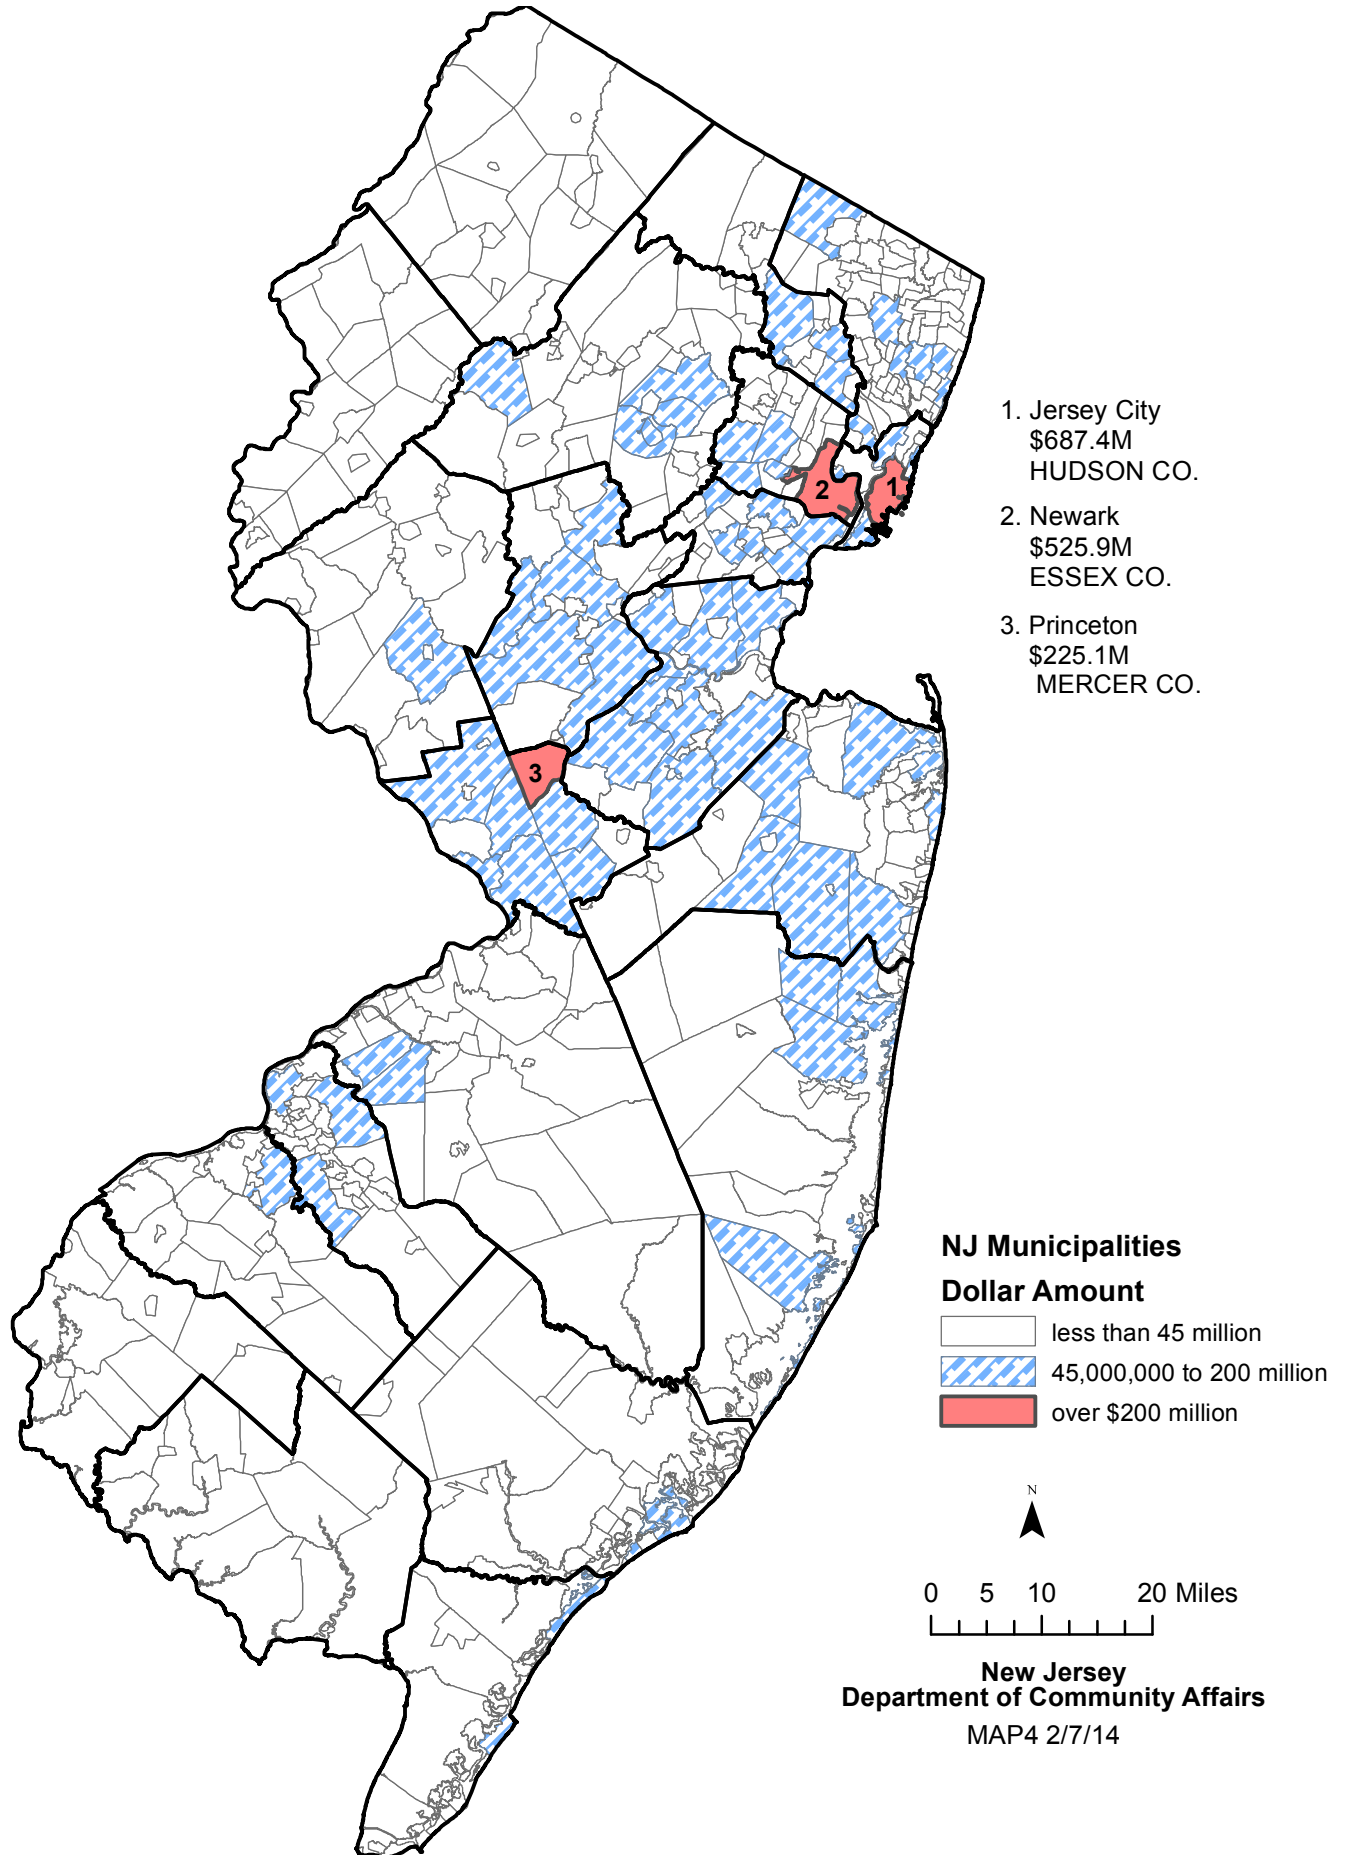 1. Jersey City
$687.4M
HUDSON CO.
2. Newark
$525.9M
ESSEX CO.
3. Princeton
$225.1M
MERCER CO.
1
2
3
NJ Municipalities
Dollar Amount
less than 45 million
45,000,000 to 200 million
over $200 million
N
0 5 10 20 Miles
New Jersey
Department of Community Affairs
MAP4 2/7/14